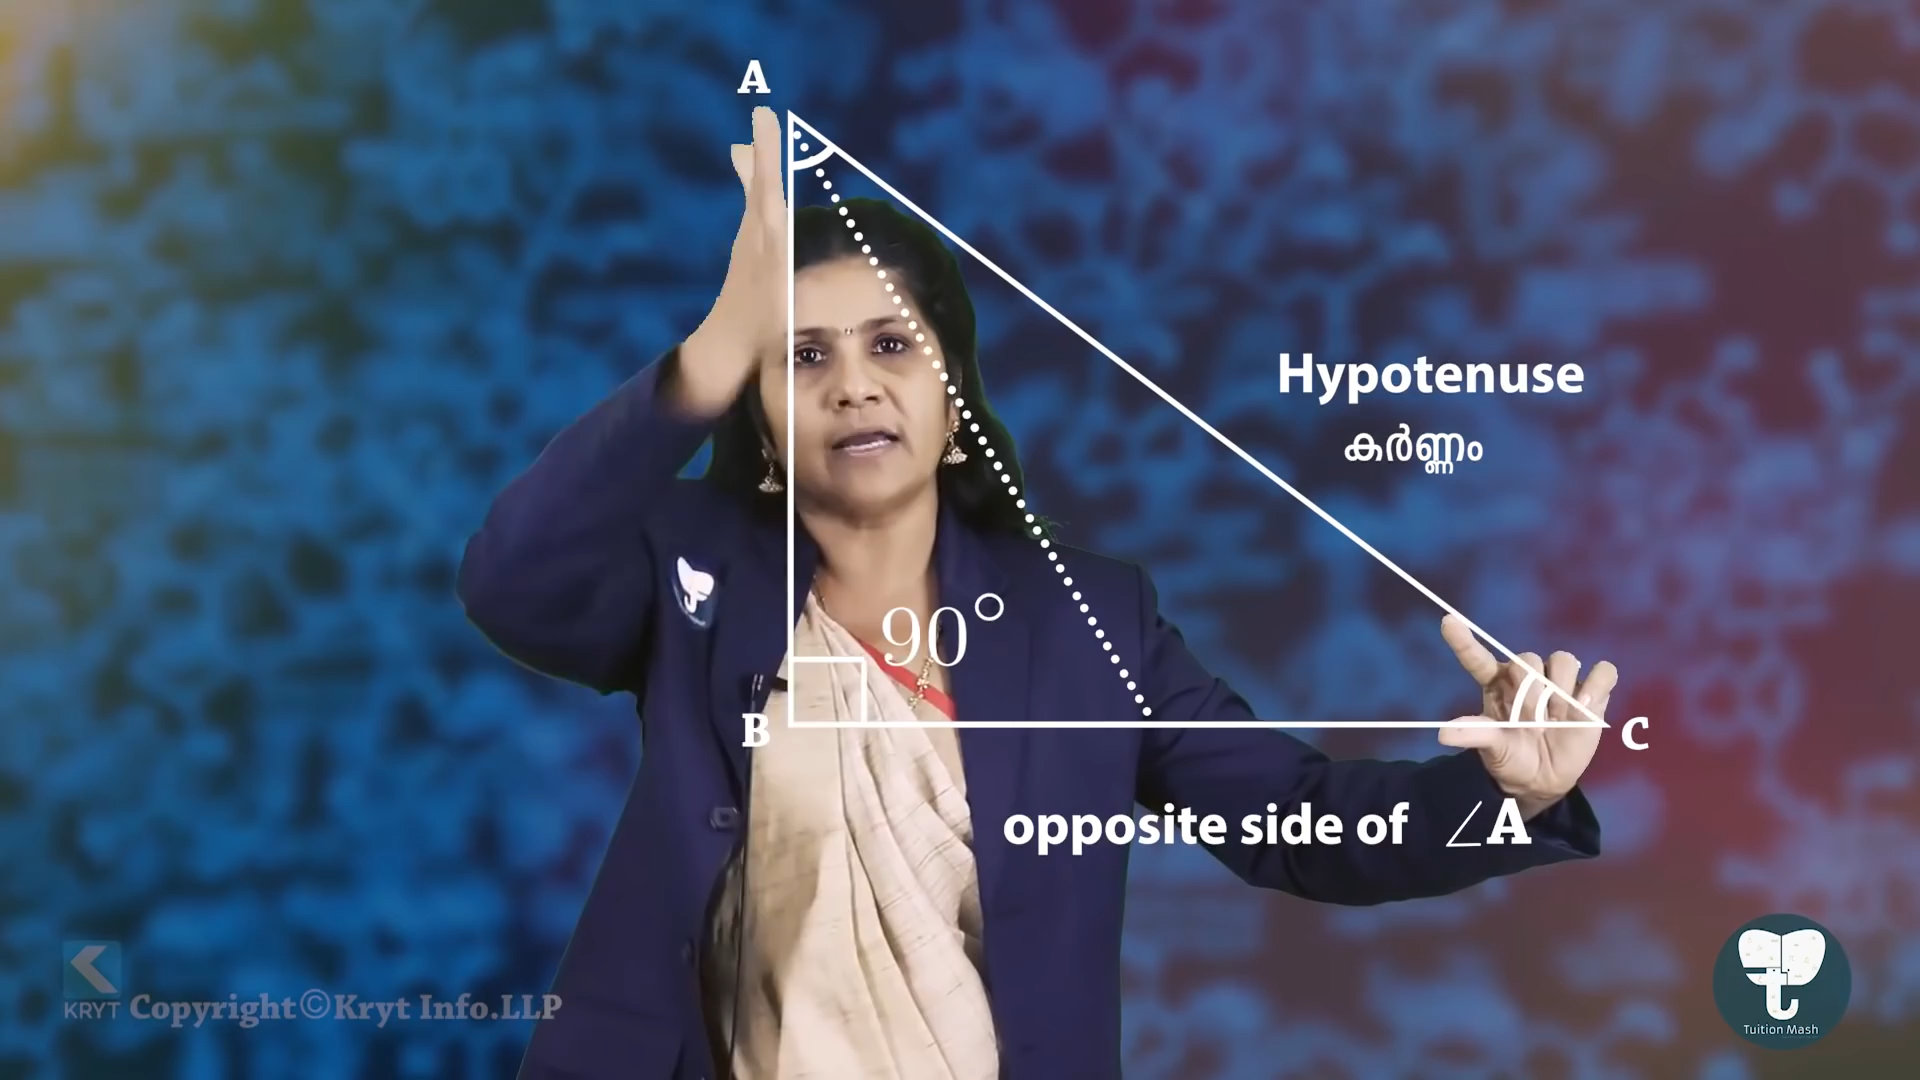 A
Hypotenuse
കർണ്ണം
90°
B
C
opposite side of ∠A
KRYT Copyright©Kryt Info.LLP
Tuition Mash